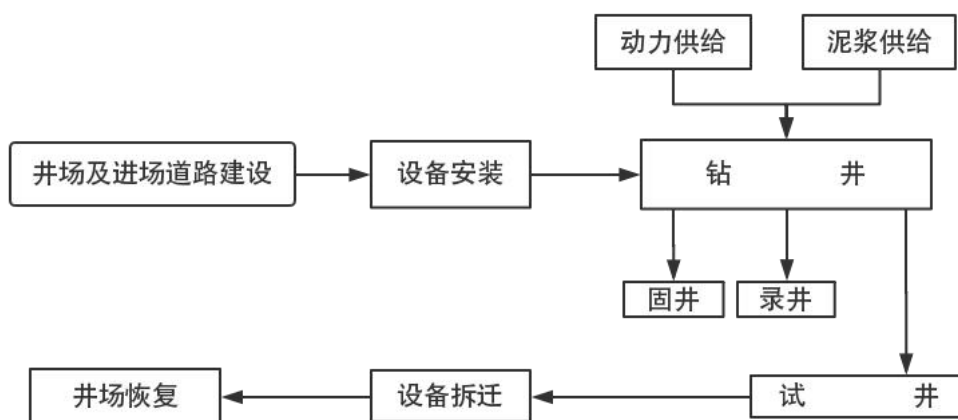 动力供给
泥浆供给
井场及进场道路建设
设备安装
钻 井
固井
录井
井场恢复
设备拆迁
试 井